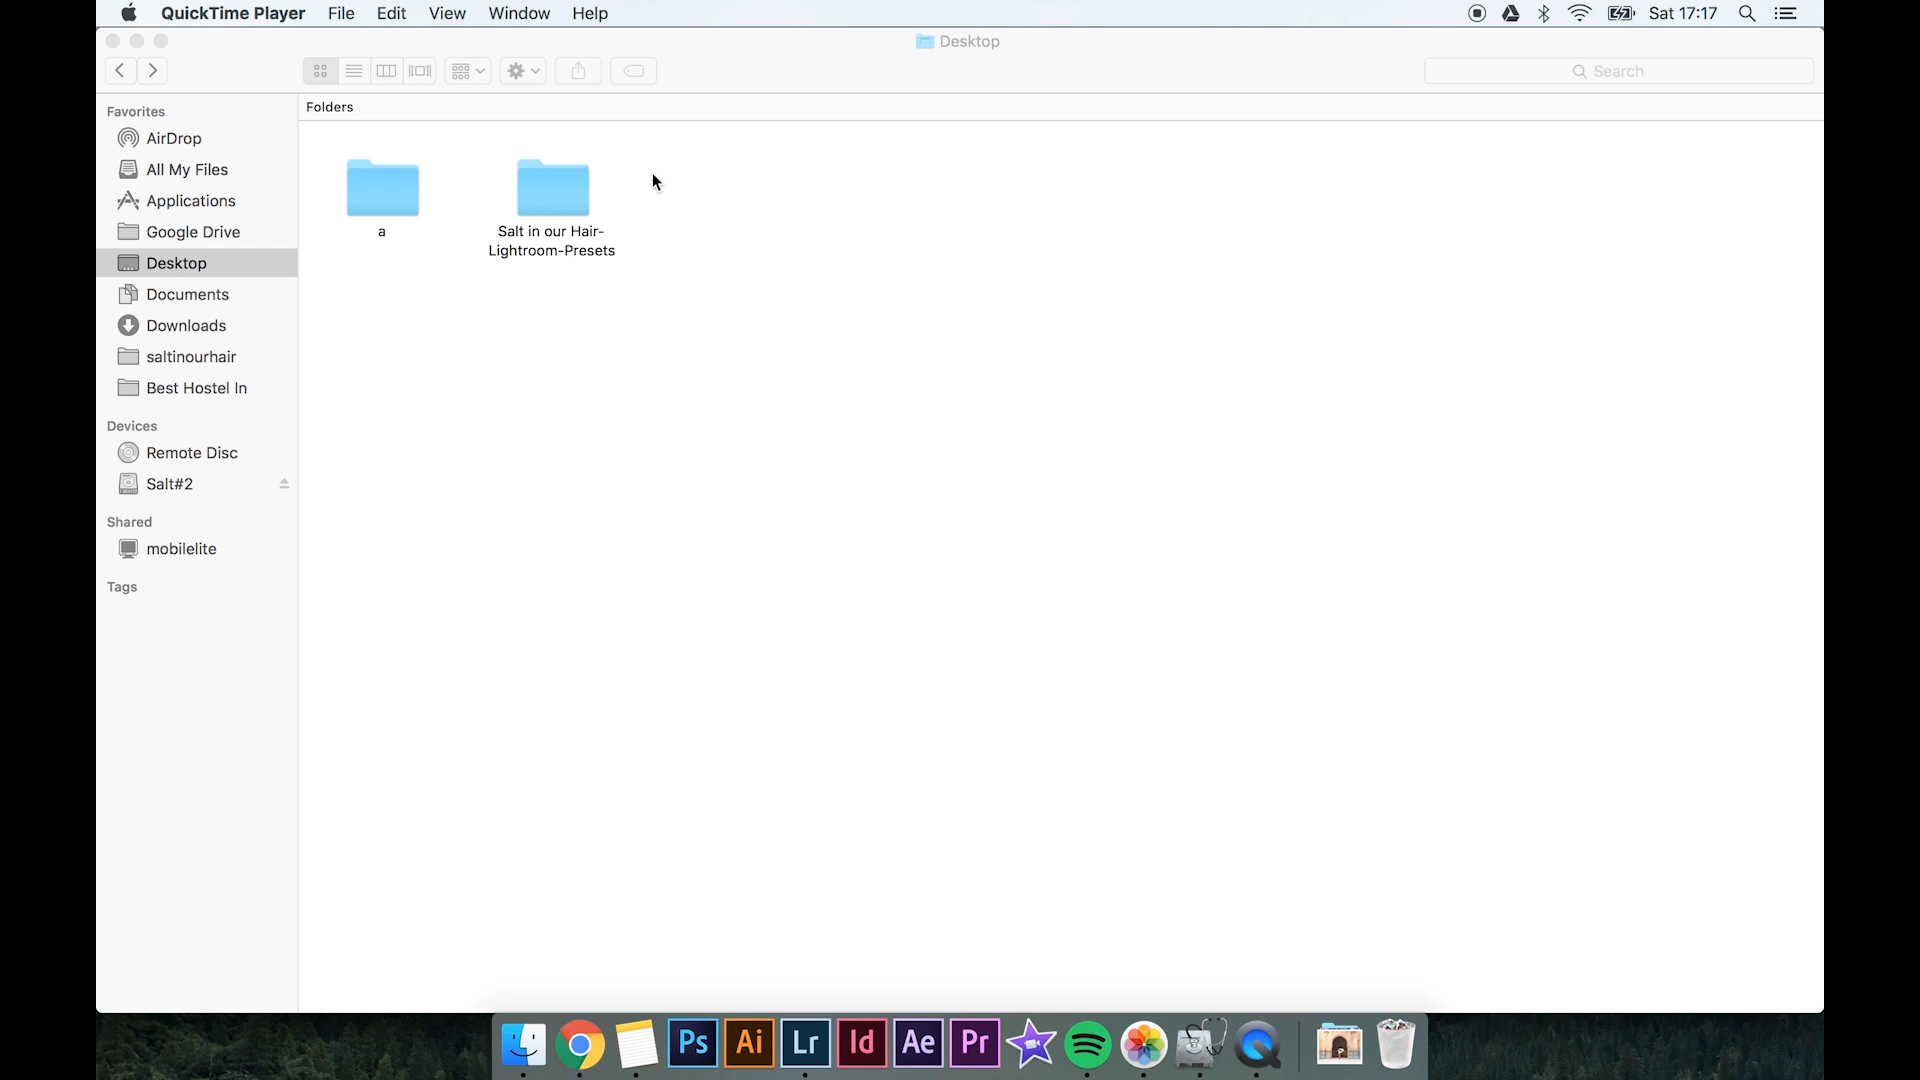 QuickTime Player File Edit View Window Help Sat 17:17
Desktop
Search
Favorites
AirDrop
All My Files
Applications
Google Drive
Desktop
Documents
Downloads
saltinourhair
Best Hostel In
Devices
Remote Disc
Salt#2
Shared
mobilelite
Tags
Folders
a
Salt in our Hair-
Lightroom-Presets
Ps Ai Lr Id Ae Pr